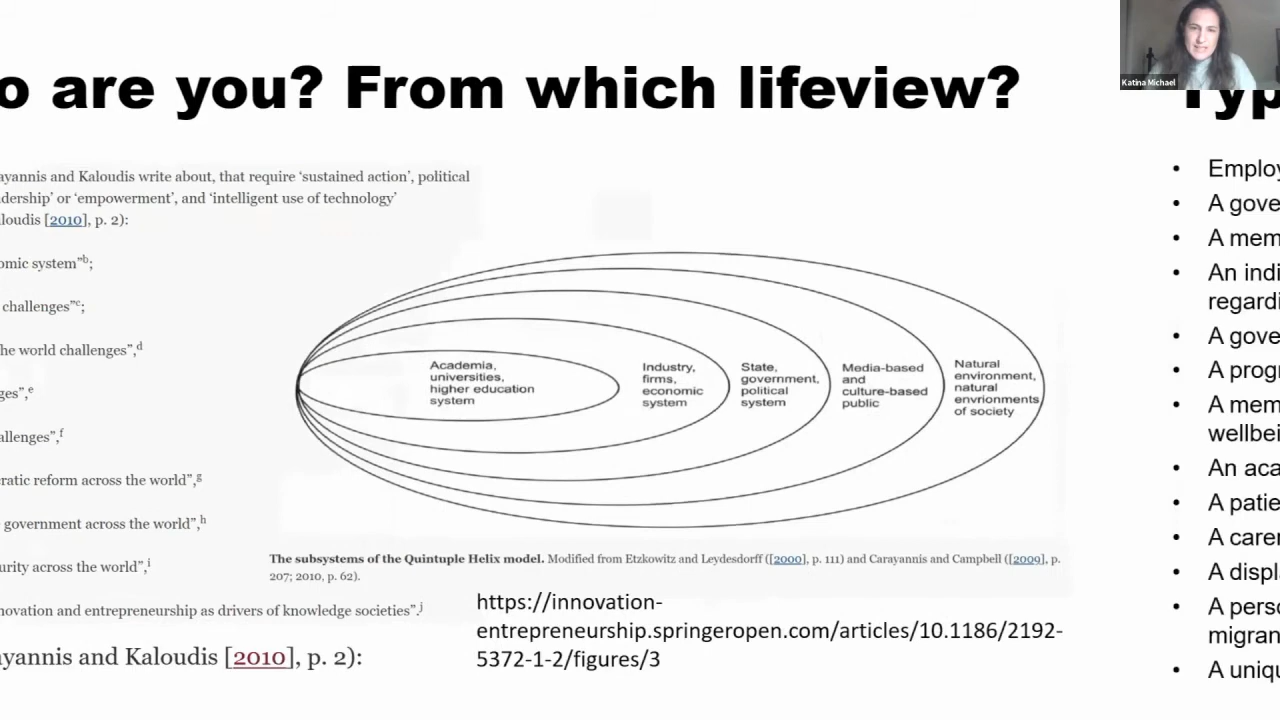 o are you? From which lifeview?
Katina Michael
Typ
ayannis and Kaloudis write about, that require ‘sustained action’, political
dership’ or ‘empowerment’, and ‘intelligent use of technology’
loudis [2010], p. 2):
omic system”b;
challenges”c;
he world challenges”,d
ges”,e
allenges”,f
ratic reform across the world”,g
government across the world”,h
urity across the world”,i
novation and entrepreneurship as drivers of knowledge societies”.j
ayannis and Kaloudis [2010], p. 2):
Academia,
universities,
higher education
system
Industry,
firms,
economic
system
State,
government,
political
system
Media-based
and
culture-based
public
Natural
environment,
natural
envrionments
of society
The subsystems of the Quintuple Helix model. Modified from Etzkowitz and Leydesdorff ([2000], p. 111) and Carayannis and Campbell ([2009], p.
207; 2010, p. 62).
https://innovation-
entrepreneurship.springeropen.com/articles/10.1186/2192-
5372-1-2/figures/3
• Employ
• A gove
• A mem
• An indi
regardi
• A gove
• A progr
• A mem
wellbei
• An aca
• A patie
• A carer
• A displa
• A perso
migran
• A uniqu